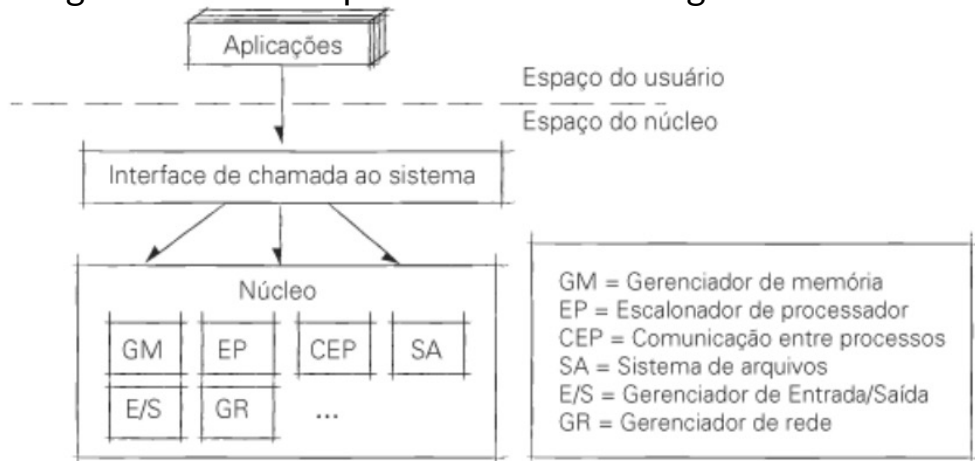 Aplicações
Espaço do usuário
Espaço do núcleo
Interface de chamada ao sistema
Núcleo
GM EP CEP SA
E/S GR ...
GM = Gerenciador de memória
EP = Escalonador de processador
CEP = Comunicação entre processos
SA = Sistema de arquivos
E/S = Gerenciador de Entrada/Saída
GR = Gerenciador de rede